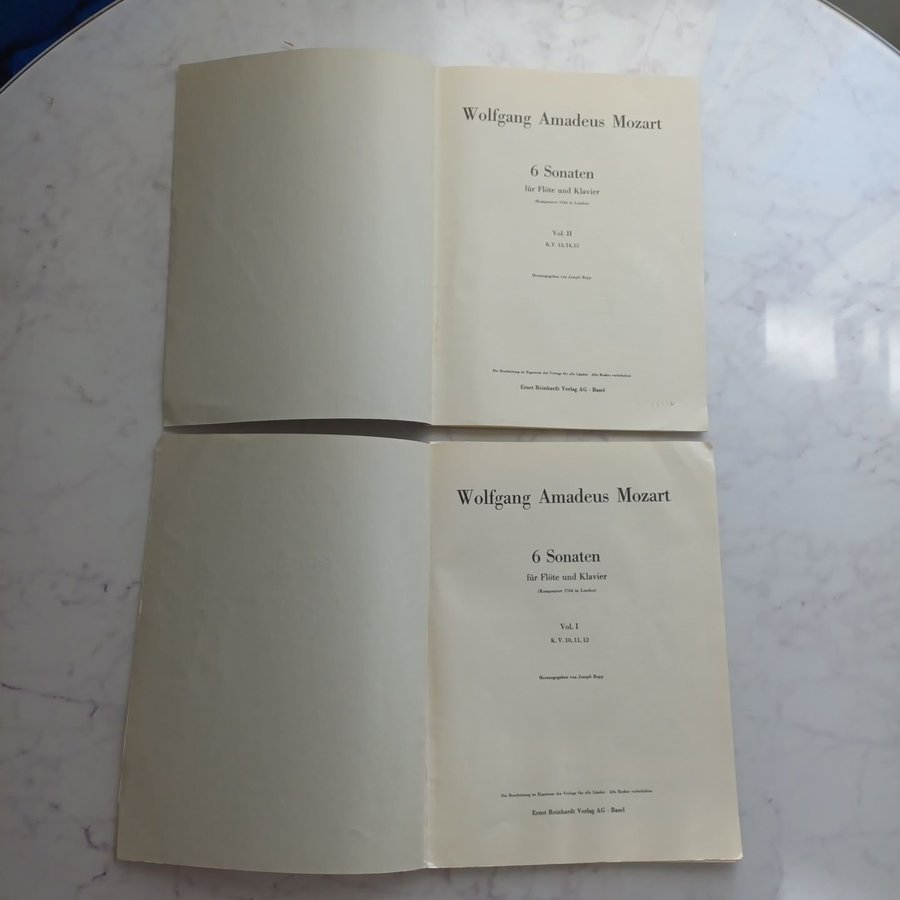 Wolfgang Amadeus Mozart
6 Sonaten
für Flöte und Klavier
(Komponiert 1764 in London)
Vol. II
K. V. 13, 14, 15
Herausgegeben von Joseph Bopp
Die Bearbeitung ist Eigentum des Verlags für alle Länder · Alle Rechte vorbehalten
Ernst Reinhardt Verlag AG · Basel
Wolfgang Amadeus Mozart
6 Sonaten
für Flöte und Klavier
(Komponiert 1764 in London)
Vol. I
K. V. 10, 11, 12
Herausgegeben von Joseph Bopp
Die Bearbeitung ist Eigentum des Verlags für alle Länder · Alle Rechte vorbehalten
Ernst Reinhardt Verlag AG · Basel